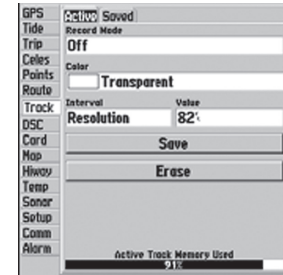 GPS
Tide
Trip
Celes
Points
Route
Track
DSC
Card
Map
Hiway
Temp
Sonar
Setup
Comm
Alarm
Active Saved
Record Mode
Off
Color
Transparent
Interval Value
Resolution 82%
Save
Erase
Active Track Memory Used
91%